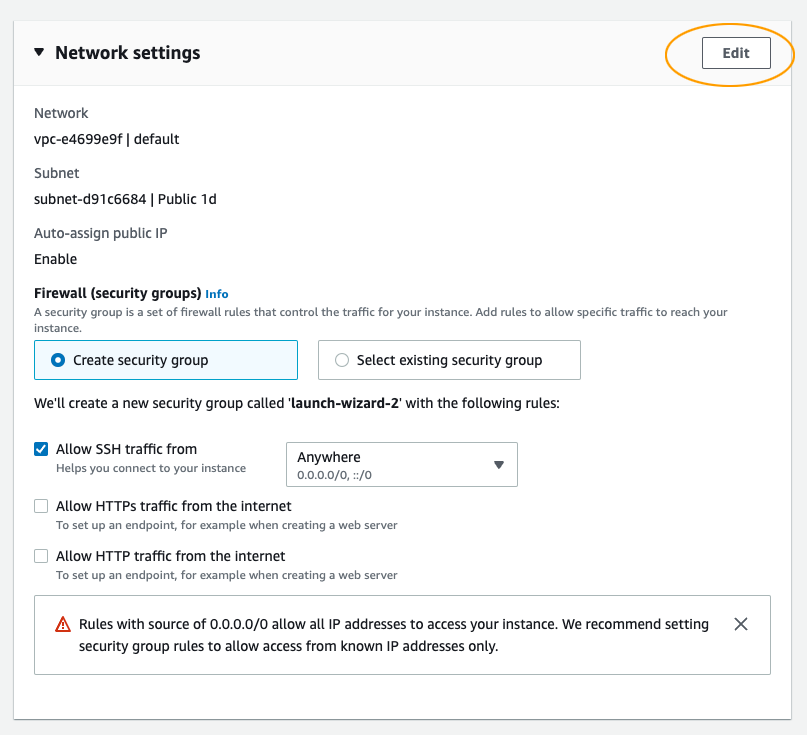 Network settings
Edit
Network
vpc-e4699e9f | default
Subnet
subnet-d91c6684 | Public 1d
Auto-assign public IP
Enable
Firewall (security groups) Info
A security group is a set of firewall rules that control the traffic for your instance. Add rules to allow specific traffic to reach your
instance.
Create security group
Select existing security group
We'll create a new security group called 'launch-wizard-2' with the following rules:
Allow SSH traffic from
Helps you connect to your instance
Anywhere
0.0.0.0/0, ::/0
Allow HTTPs traffic from the internet
To set up an endpoint, for example when creating a web server
Allow HTTP traffic from the internet
To set up an endpoint, for example when creating a web server
Rules with source of 0.0.0.0/0 allow all IP addresses to access your instance. We recommend setting
security group rules to allow access from known IP addresses only.